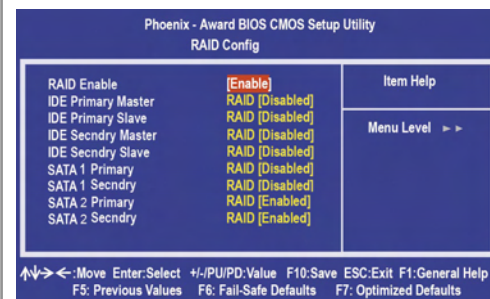 Phoenix - Award BIOS CMOS Setup Utility
RAID Config
RAID Enable [Enable]
IDE Primary Master RAID [Disabled]
IDE Primary Slave RAID [Disabled]
IDE Secndry Master RAID [Disabled]
IDE Secndry Slave RAID [Disabled]
SATA 1 Primary RAID [Disabled]
SATA 1 Secndry RAID [Disabled]
SATA 2 Primary RAID [Enabled]
SATA 2 Secndry RAID [Enabled]
Item Help
Menu Level ►►
↑↓→←:Move Enter:Select +/-/PU/PD:Value F10:Save ESC:Exit F1:General Help
F5: Previous Values F6: Fail-Safe Defaults F7: Optimized Defaults